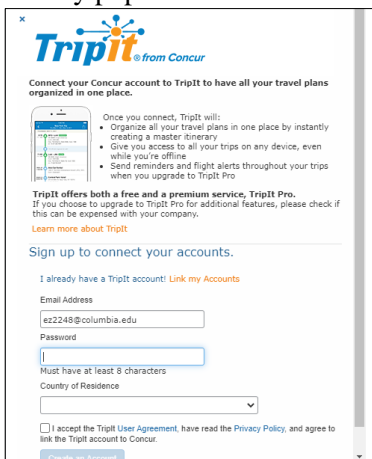 ×
TripIt® from Concur
Connect your Concur account to TripIt to have all your travel plans
organized in one place.
Once you connect, TripIt will:
• Organize all your travel plans in one place by instantly
creating a master itinerary
• Give you access to all your trips on any device, even
while you're offline
• Send reminders and flight alerts throughout your trips
when you upgrade to TripIt Pro
TripIt offers both a free and a premium service, TripIt Pro.
If you choose to upgrade to TripIt Pro for additional features, please check if
this can be expensed with your company.
Learn more about TripIt
Sign up to connect your accounts.
I already have a TripIt account! Link my Accounts
Email Address
ez2248@columbia.edu
Password
Must have at least 8 characters
Country of Residence
I accept the TripIt User Agreement, have read the Privacy Policy, and agree to
link the TripIt account to Concur.
Create an Account